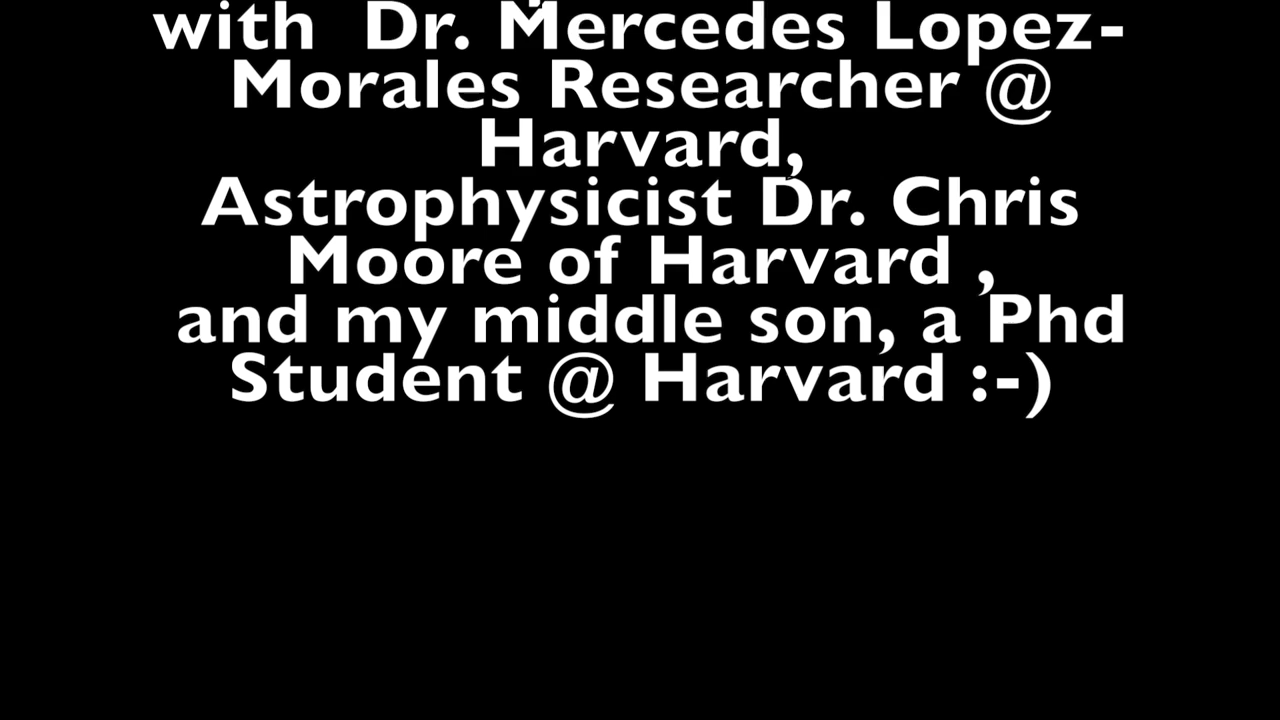 with Dr. Mercedes Lopez-
Morales Researcher @
Harvard,
Astrophysicist Dr. Chris
Moore of Harvard ,
and my middle son, a Phd
Student @ Harvard :-)